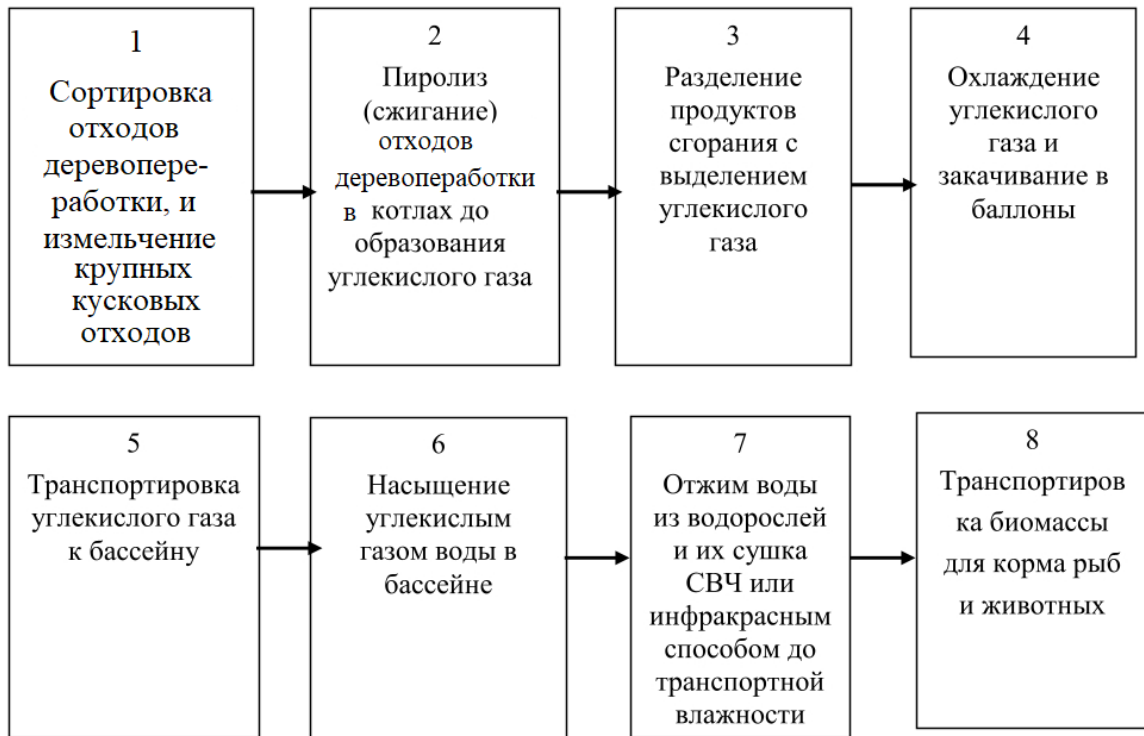 1
Сортировка
отходов
деревопере-
работки, и
измельчение
крупных
кусковых
отходов
2
Пиролиз
(сжигание)
отходов
деревопеработки
в котлах до
образования
углекислого газа
3
Разделение
продуктов
сгорания с
выделением
углекислого
газа
4
Охлаждение
углекислого
газа и
закачивание в
баллоны
5
Транспортировка
углекислого газа
к бассейну
6
Насыщение
углекислым
газом воды в
бассейне
7
Отжим воды
из водорослей
и их сушка
СВЧ или
инфракрасным
способом до
транспортной
влажности
8
Транспортиров
ка биомассы
для корма рыб
и животных